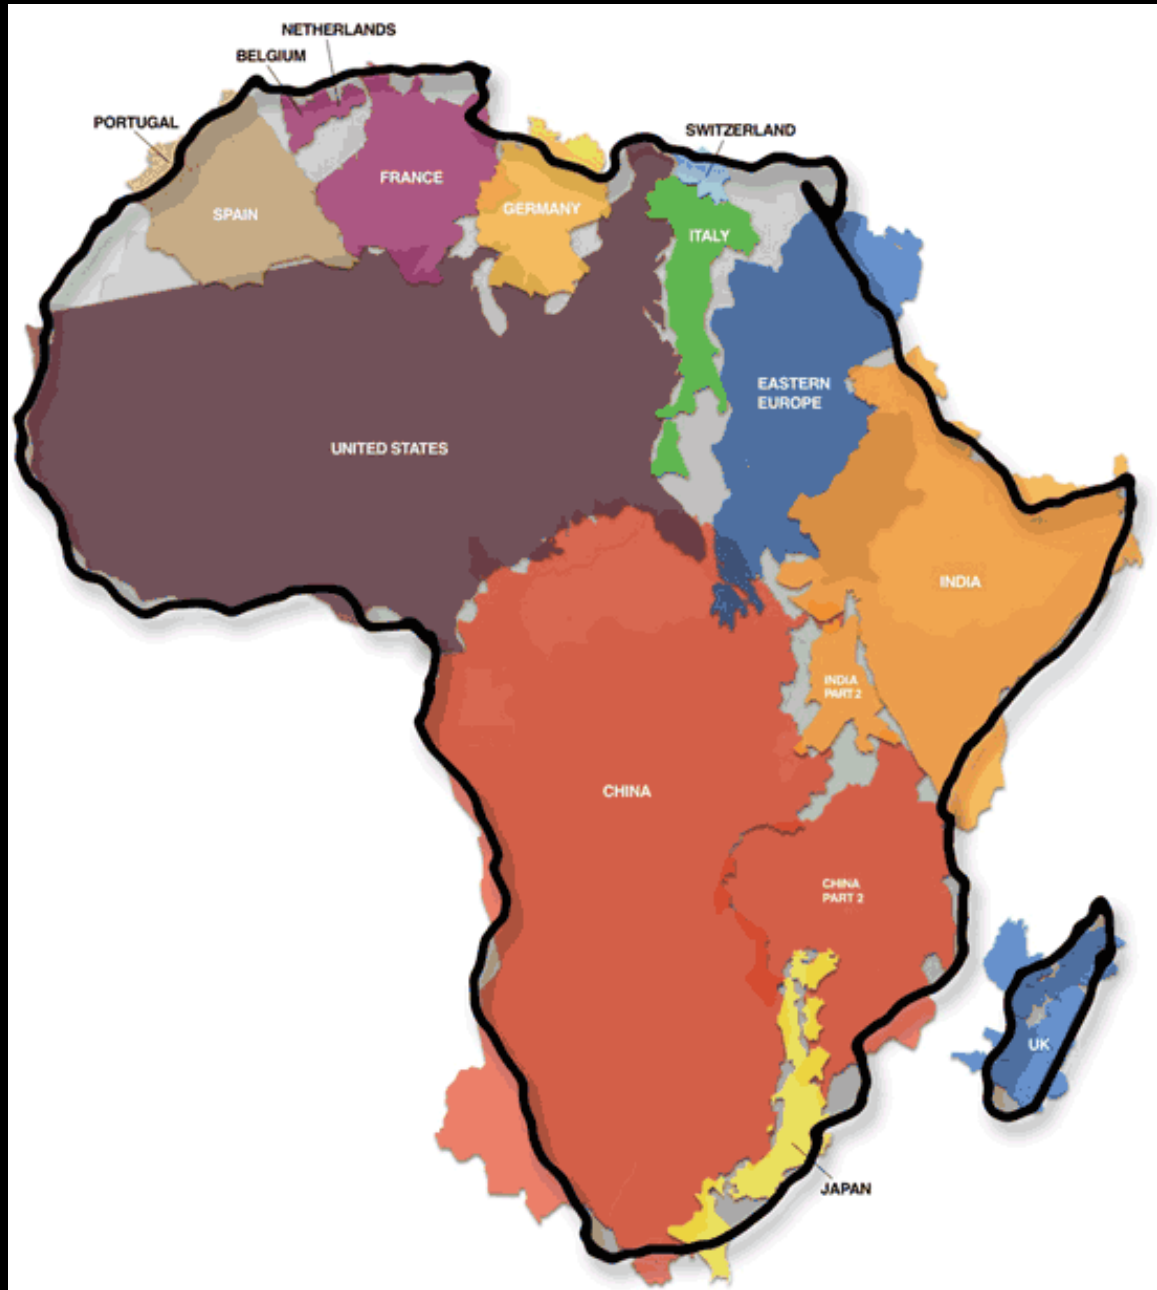 NETHERLANDS
BELGIUM
PORTUGAL
SWITZERLAND
FRANCE
GERMANY
SPAIN
ITALY
EASTERN
EUROPE
UNITED STATES
INDIA
INDIA
PART 2
CHINA
CHINA
PART 2
UK
JAPAN